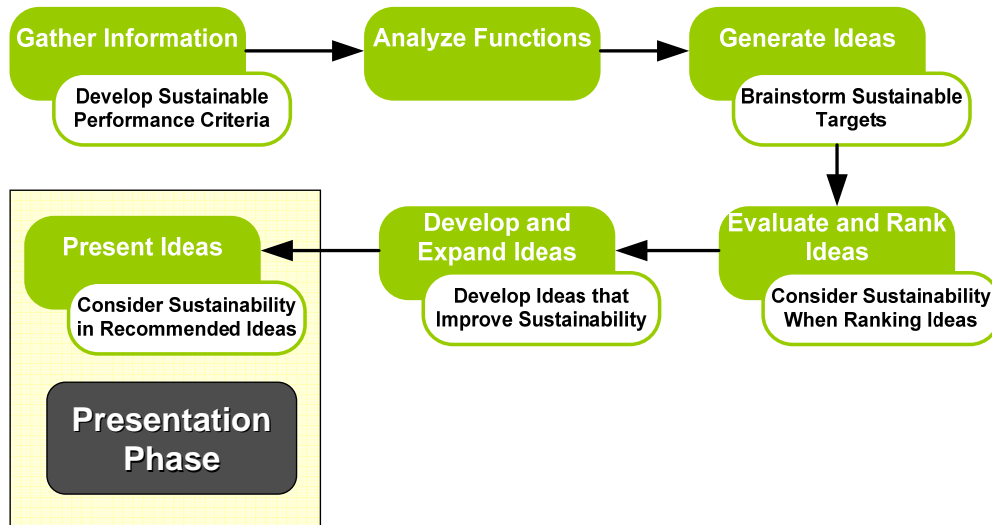 Gather Information
Develop Sustainable
Performance Criteria
Analyze Functions
Generate Ideas
Brainstorm Sustainable
Targets
Evaluate and Rank
Ideas
Consider Sustainability
When Ranking Ideas
Develop and
Expand Ideas
Develop Ideas that
Improve Sustainability
Present Ideas
Consider Sustainability
in Recommended Ideas
Presentation
Phase